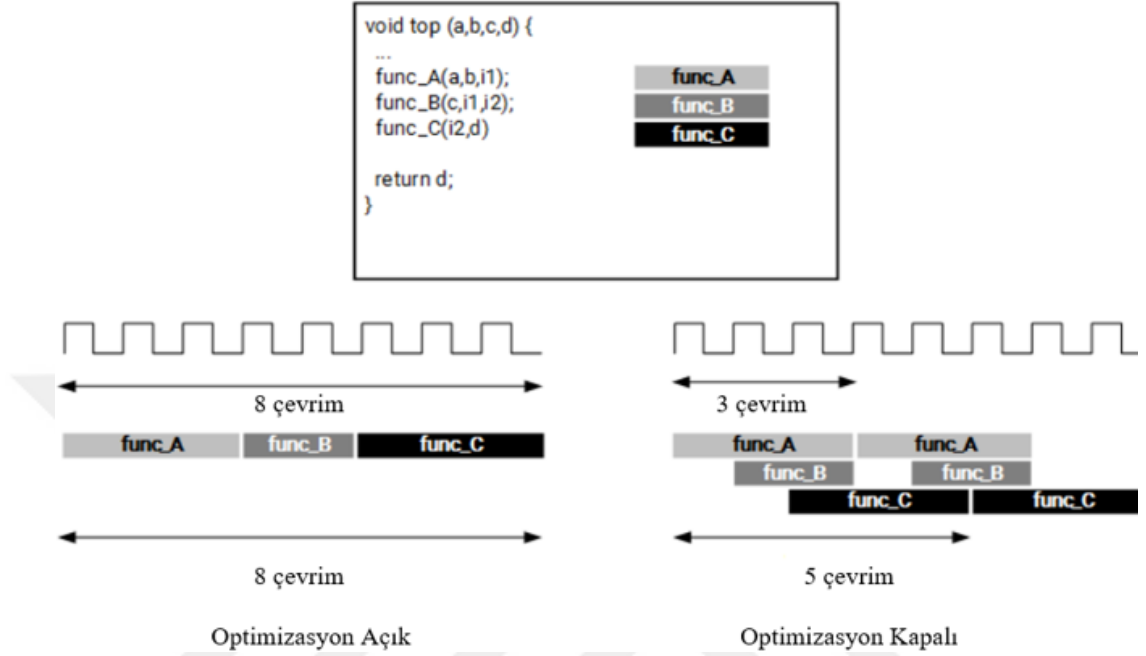 void top (a,b,c,d) {
...
func_A(a,b,i1);
func_B(c,i1,i2);
func_C(i2,d)
return d;
}
func_A
func_B
func_C
8 çevrim
func_A func_B func_C
8 çevrim
Optimizasyon Açık
3 çevrim
func_A func_A
func_B func_B
func_C func_C
5 çevrim
Optimizasyon Kapalı